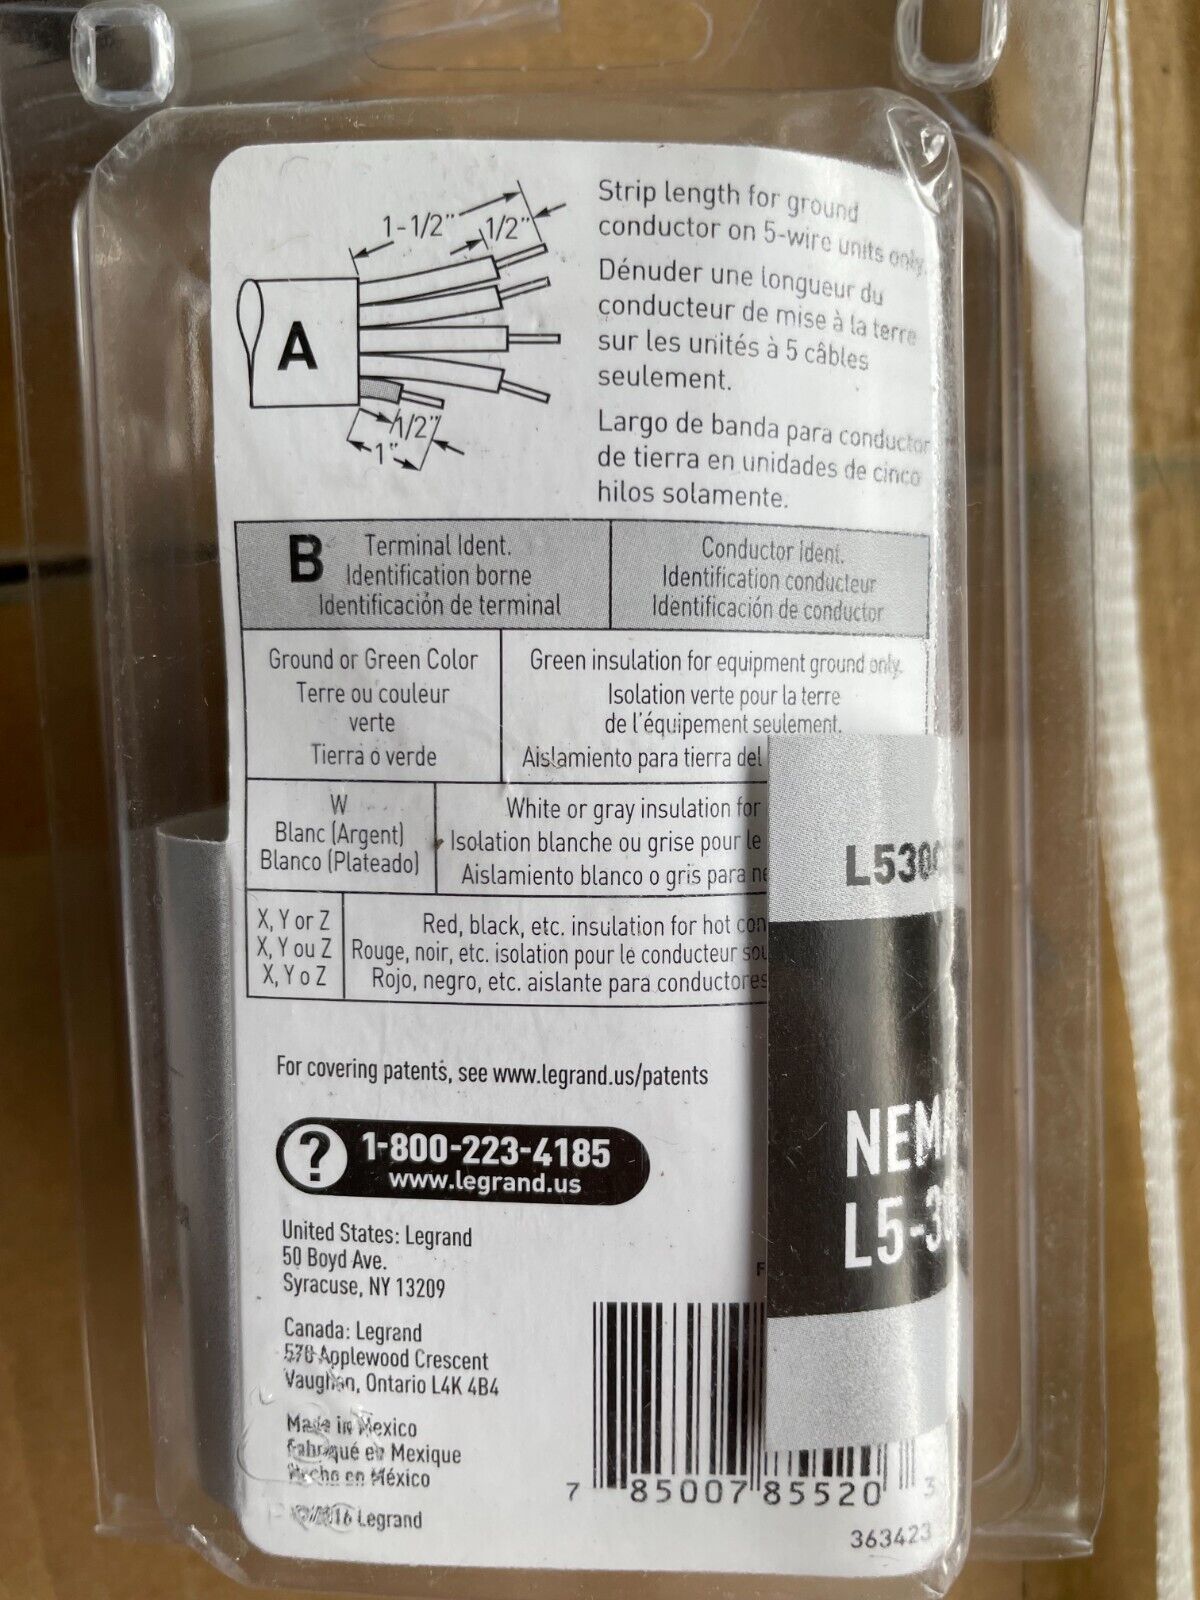 1-1/2"
1/2"
A
1/2"
1"
Strip length for ground
conductor on 5-wire units only.
Dénuder une longueur du
conducteur de mise à la terre
sur les unités à 5 câbles
seulement.
Largo de banda para conductor
de tierra en unidades de cinco
hilos solamente.
B
Terminal Ident.
Identification borne
Identificación de terminal
Conductor Ident.
Identification conducteur
Identificación de conductor
Ground or Green Color
Terre ou couleur
verte
Tierra o verde
Green insulation for equipment ground only.
Isolation verte pour la terre
de l'équipement seulement.
Aislamiento para tierra del
W
Blanc (Argent)
Blanco (Plateado)
White or gray insulation for
Isolation blanche ou grise pour le
Aislamiento blanco o gris para
X, Y or Z
X, Y ou Z
X, Y o Z
Red, black, etc. insulation for hot
Rouge, noir, etc. isolation pour le conducteur
Rojo, negro, etc. aislante para conductores
L530
NEMA
L5-30
For covering patents, see www.legrand.us/patents
?
1-800-223-4185
www.legrand.us
United States: Legrand
50 Boyd Ave.
Syracuse, NY 13209
Canada: Legrand
570 Applewood Crescent
Vaughan, Ontario L4K 4B4
Made in Mexico
Fabriqué en Mexique
Hecho en México
Legrand
7 85007 85520 3
363423